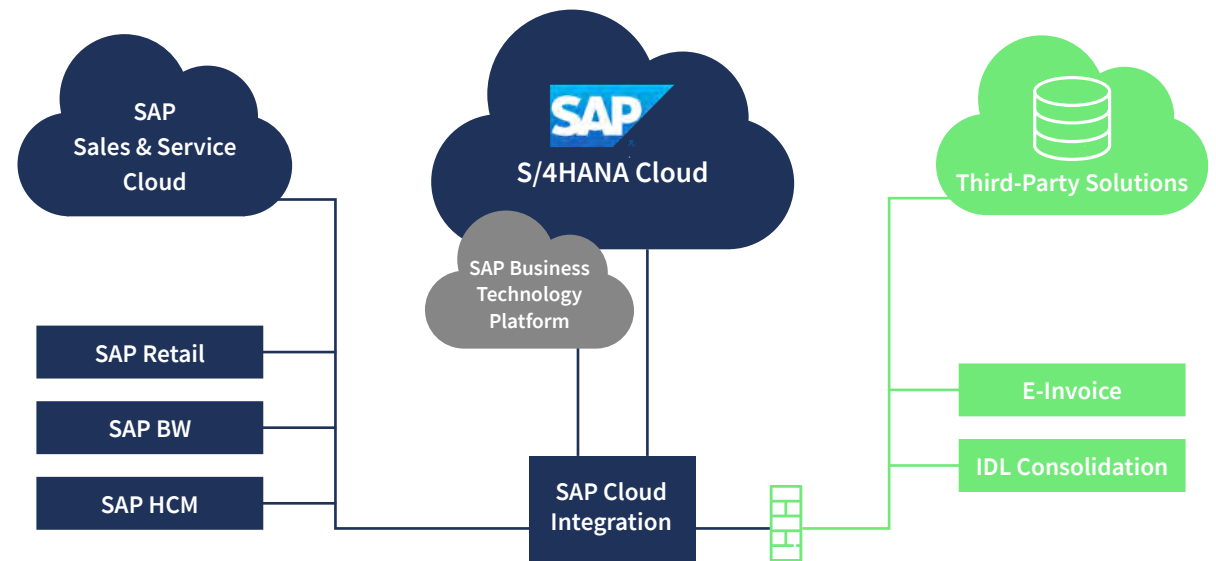 SAP
Sales & Service
Cloud
SAP
S/4HANA Cloud
Third-Party Solutions
SAP Business
Technology
Platform
SAP Retail
SAP BW
SAP HCM
SAP Cloud
Integration
E-Invoice
IDL Consolidation